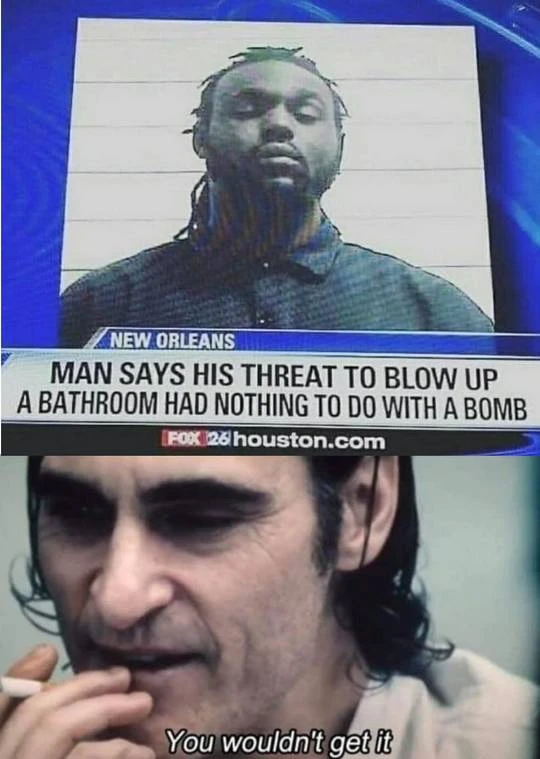 NEW ORLEANS
MAN SAYS HIS THREAT TO BLOW UP
A BATHROOM HAD NOTHING TO DO WITH A BOMB
FOX 26 houston.com
You wouldn't get it